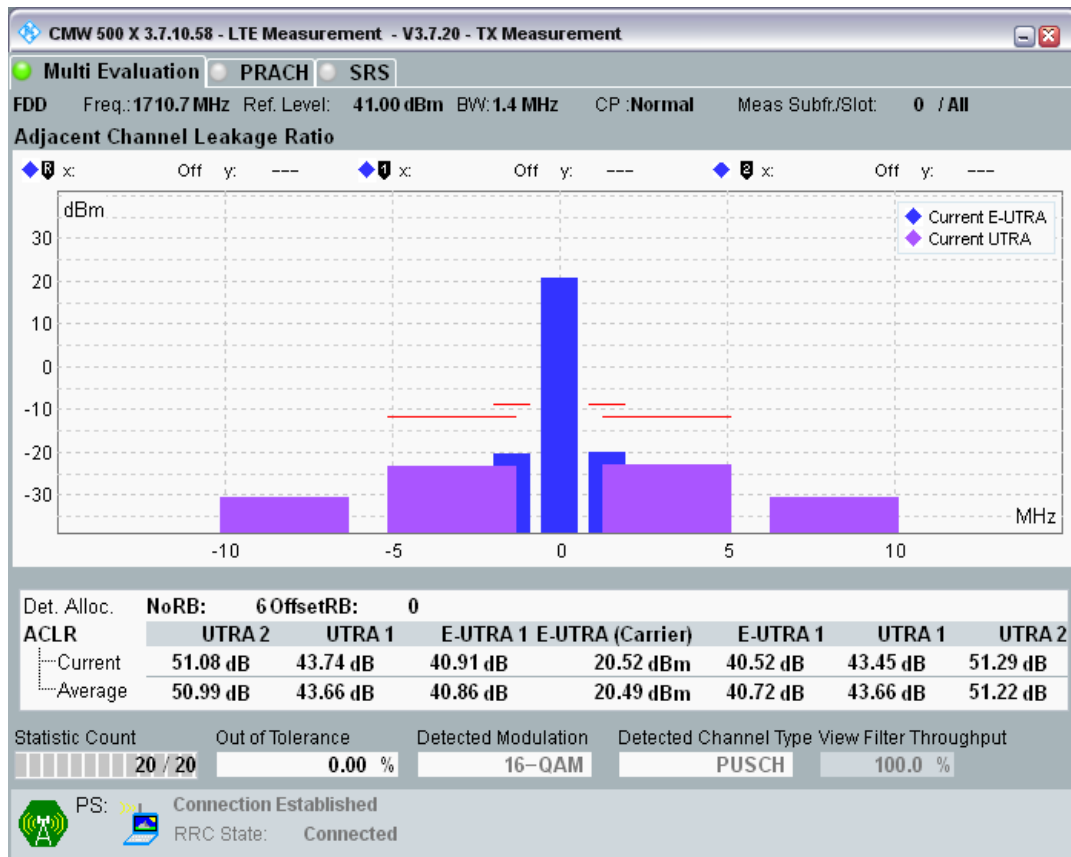 CMW 500 X 3.7.10.58 - LTE Measurement - V3.7.20 - TX Measurement
Multi Evaluation PRACH SRS
FDD Freq.: 1710.7 MHz Ref. Level: 41.00 dBm BW: 1.4 MHz CP : Normal Meas Subfr./Slot: 0 / All
Adjacent Channel Leakage Ratio
R x: Off y: --- 1 x: Off y: --- 2 x: Off y: ---
dBm
Current E-UTRA
Current UTRA
30
20
10
0
-10
-20
-30
MHz
-10 -5 0 5 10
Det. Alloc. NoRB: 6 OffsetRB: 0
ACLR UTRA 2 UTRA 1 E-UTRA 1 E-UTRA (Carrier) E-UTRA 1 UTRA 1 UTRA 2
Current 51.08 dB 43.74 dB 40.91 dB 20.52 dBm 40.52 dB 43.45 dB 51.29 dB
Average 50.99 dB 43.66 dB 40.86 dB 20.49 dBm 40.72 dB 43.66 dB 51.22 dB
Statistic Count Out of Tolerance Detected Modulation Detected Channel Type View Filter Throughput
20 / 20 0.00 % 16-QAM PUSCH 100.0 %
PS: Connection Established
RRC State: Connected